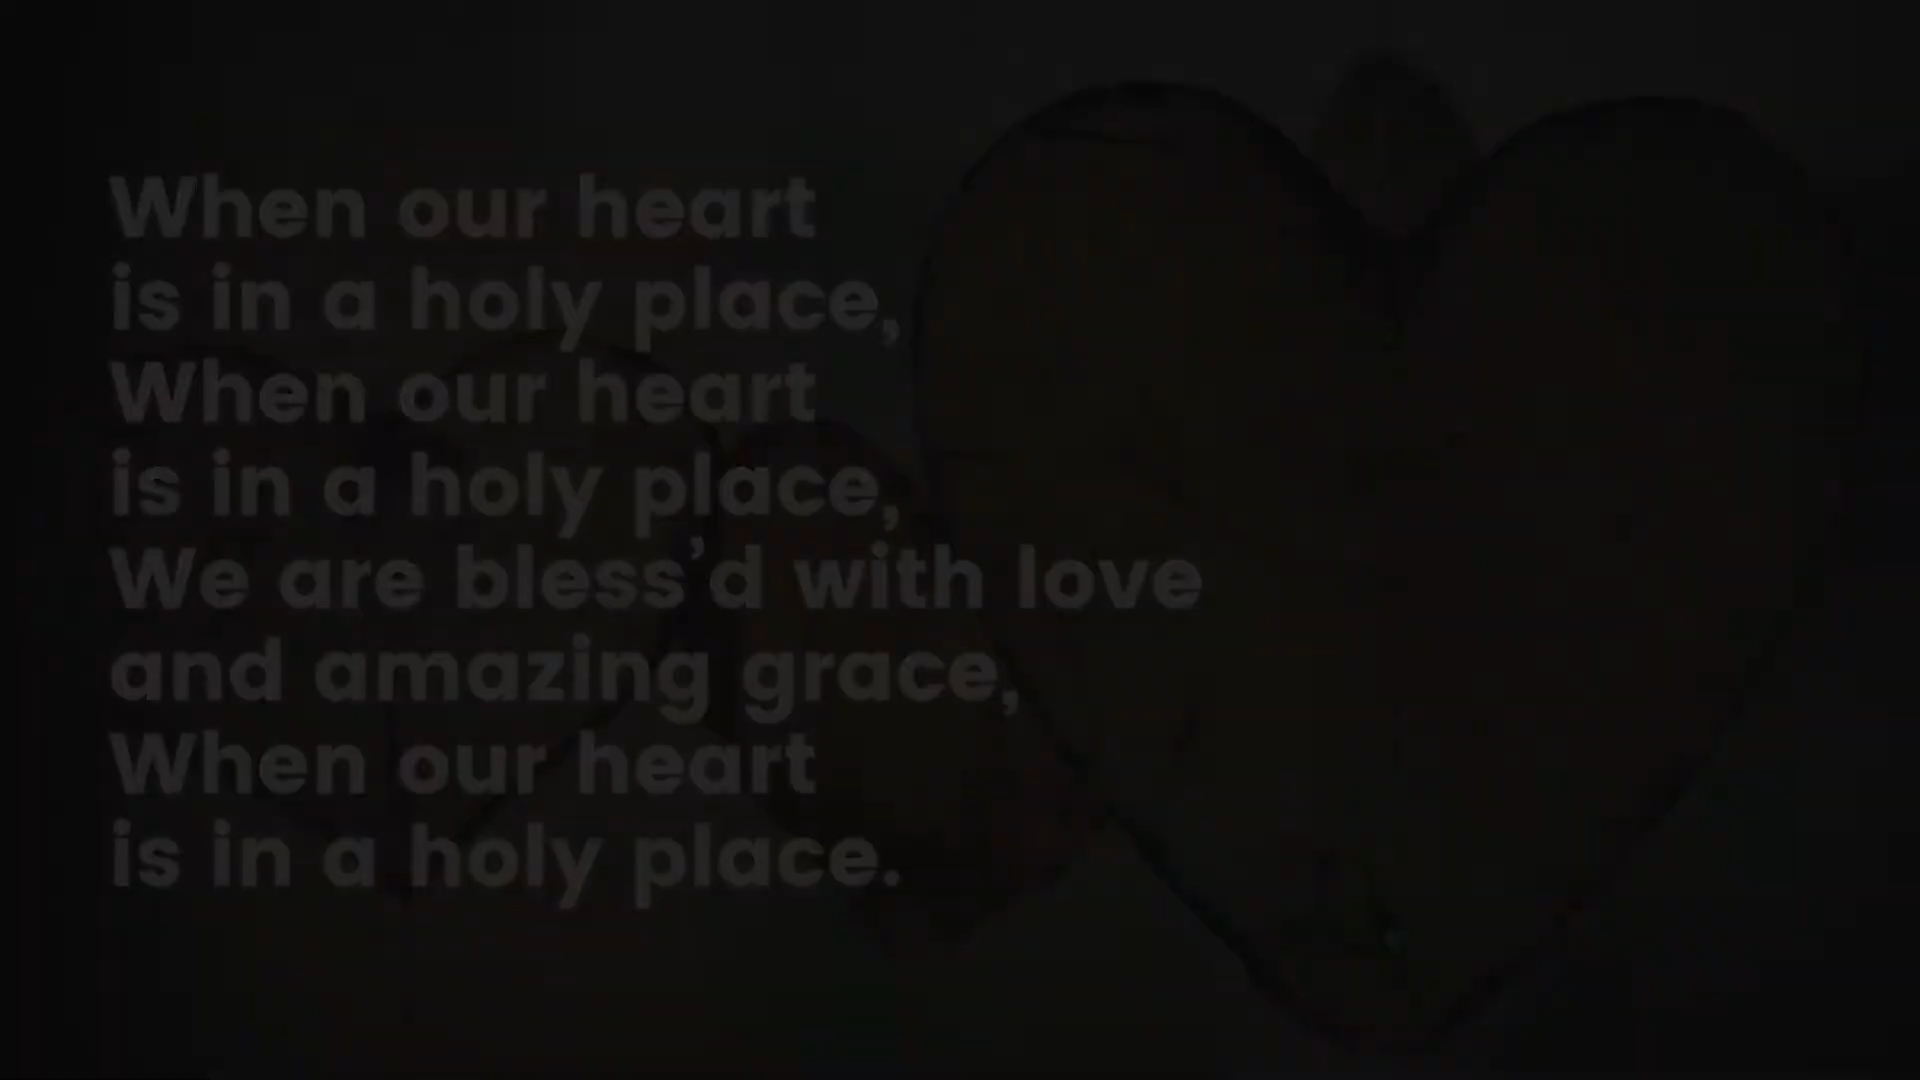 When our heart
is in a holy place,
When our heart
is in a holy place,
We are bless’d with love
and amazing grace,
When our heart
is in a holy place.